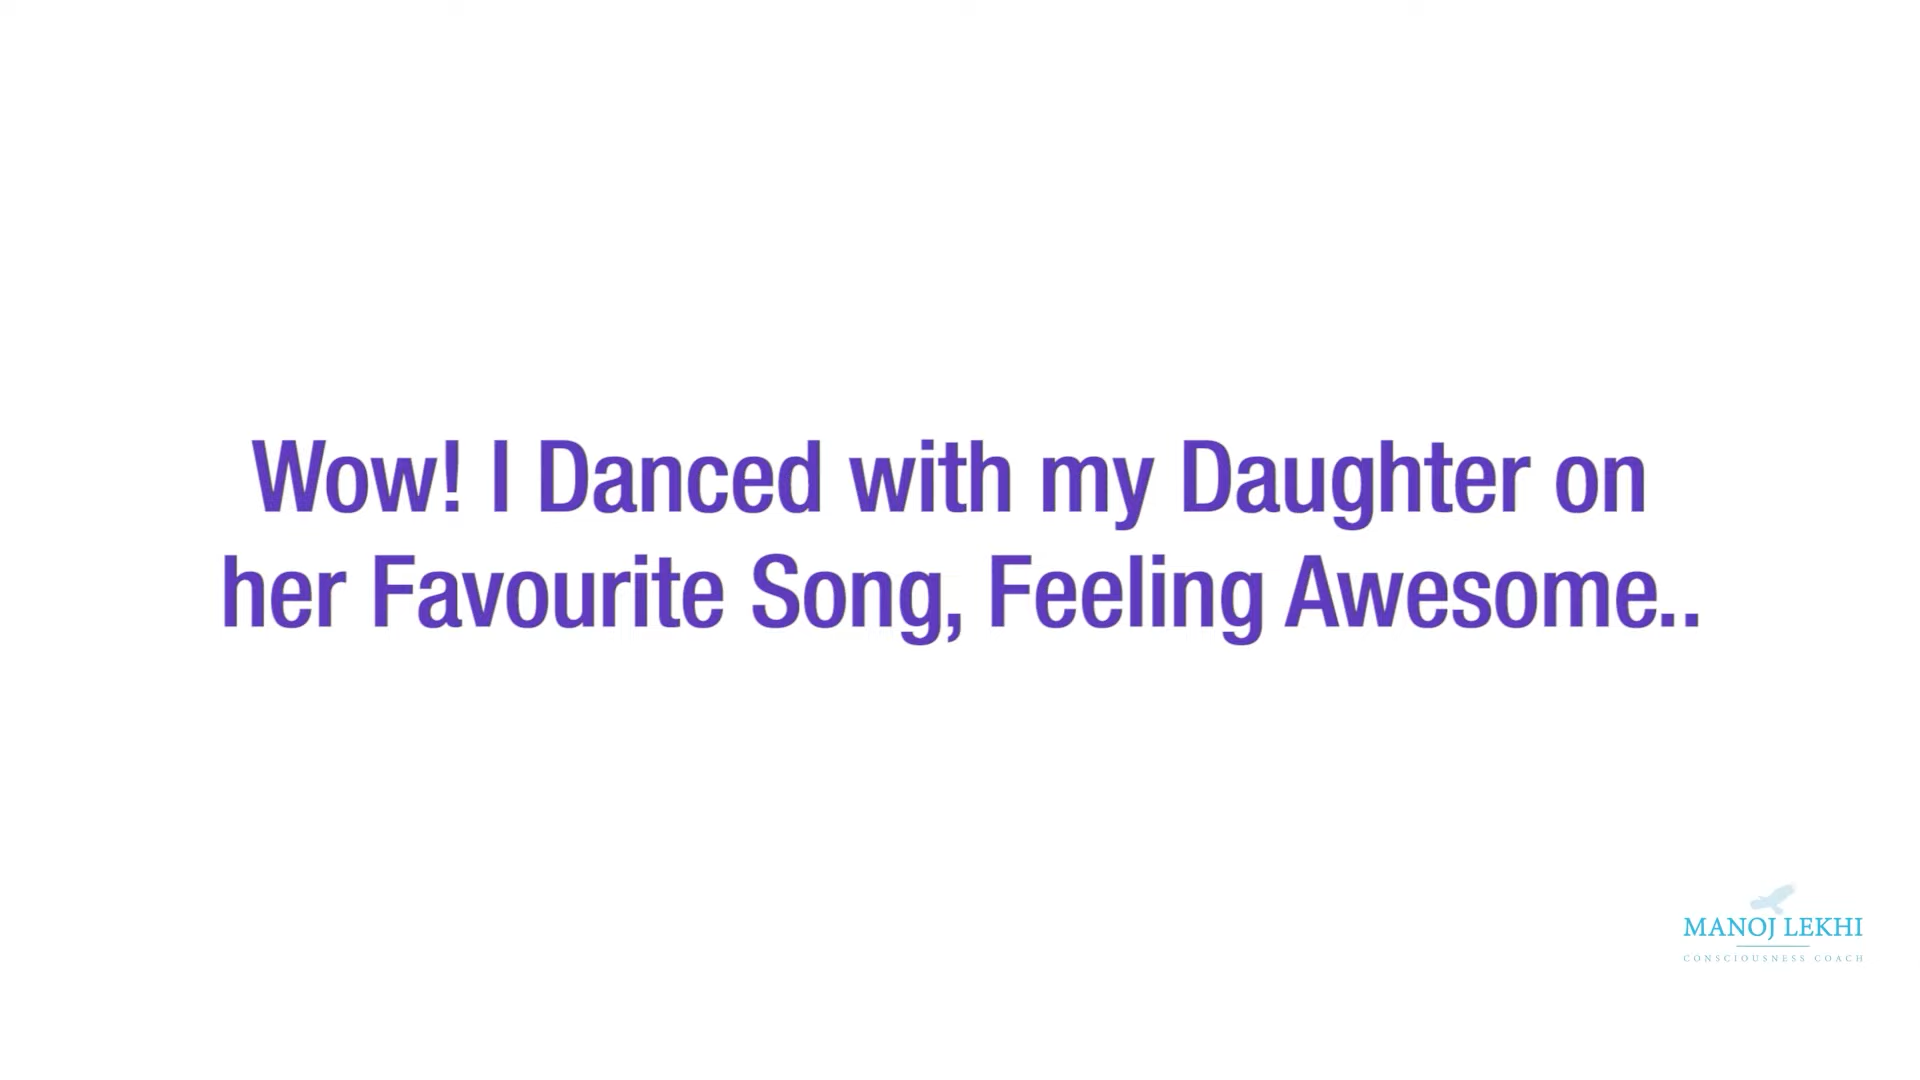 Wow! I Danced with my Daughter on
her Favourite Song, Feeling Awesome..
MANOJ LEKHI
CONSCIOUSNESS COACH